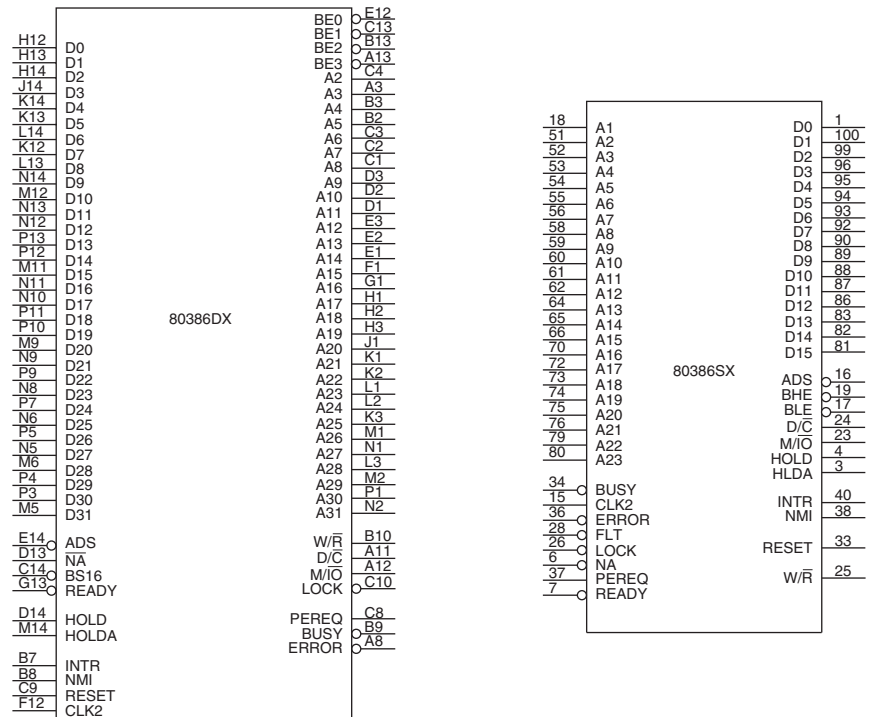 H12 D0
H13 D1
H14 D2
J14 D3
K14 D4
K13 D5
L14 D6
K12 D7
L13 D8
N14 D9
M12 D10
N13 D11
N12 D12
P13 D13
P12 D14
M11 D15
N11 D16
N10 D17
P11 D18
P10 D19
M9 D20
N9 D21
P9 D22
N8 D23
P7 D24
N6 D25
P5 D26
N5 D27
M6 D28
P4 D29
P3 D30
M5 D31
E14 ADS
D13 N̅A̅
C14 BS16
G13 READY
D14 HOLD
M14 HOLDA
B7 INTR
B8 NMI
C9 RESET
F12 CLK2
80386DX
BE0 E12
BE1 C13
BE2 B13
BE3 A13
A2 C4
A3 A3
A4 B3
A5 B2
A6 C3
A7 C2
A8 C1
A9 D3
A10 D2
A11 D1
A12 E3
A13 E2
A14 E1
A15 F1
A16 G1
A17 H1
A18 H2
A19 H3
A20 J1
A21 K1
A22 K2
A23 L1
A24 L2
A25 K3
A26 M1
A27 N1
A28 L3
A29 M2
A30 P1
A31 N2
W/R̅ B10
D/C̅ A11
M/I̅O̅ A12
LOCK C10
PEREQ C8
BUSY B9
ERROR A8
18 A1
51 A2
52 A3
53 A4
54 A5
55 A6
56 A7
58 A8
59 A9
60 A10
61 A11
62 A12
64 A13
65 A14
66 A15
70 A16
72 A17
73 A18
74 A19
75 A20
76 A21
79 A22
80 A23
34 BUSY
15 CLK2
36 ERROR
28 FLT
26 LOCK
6 NA
37 PEREQ
7 READY
80386SX
D0 1
D1 100
D2 99
D3 96
D4 95
D5 94
D6 93
D7 92
D8 90
D9 89
D10 88
D11 87
D12 86
D13 83
D14 82
D15 81
ADS 16
BHE 19
BLE 17
D/C̅ 24
M/I̅O̅ 23
HOLD 4
HLDA 3
INTR 40
NMI 38
RESET 33
W/R̅ 25